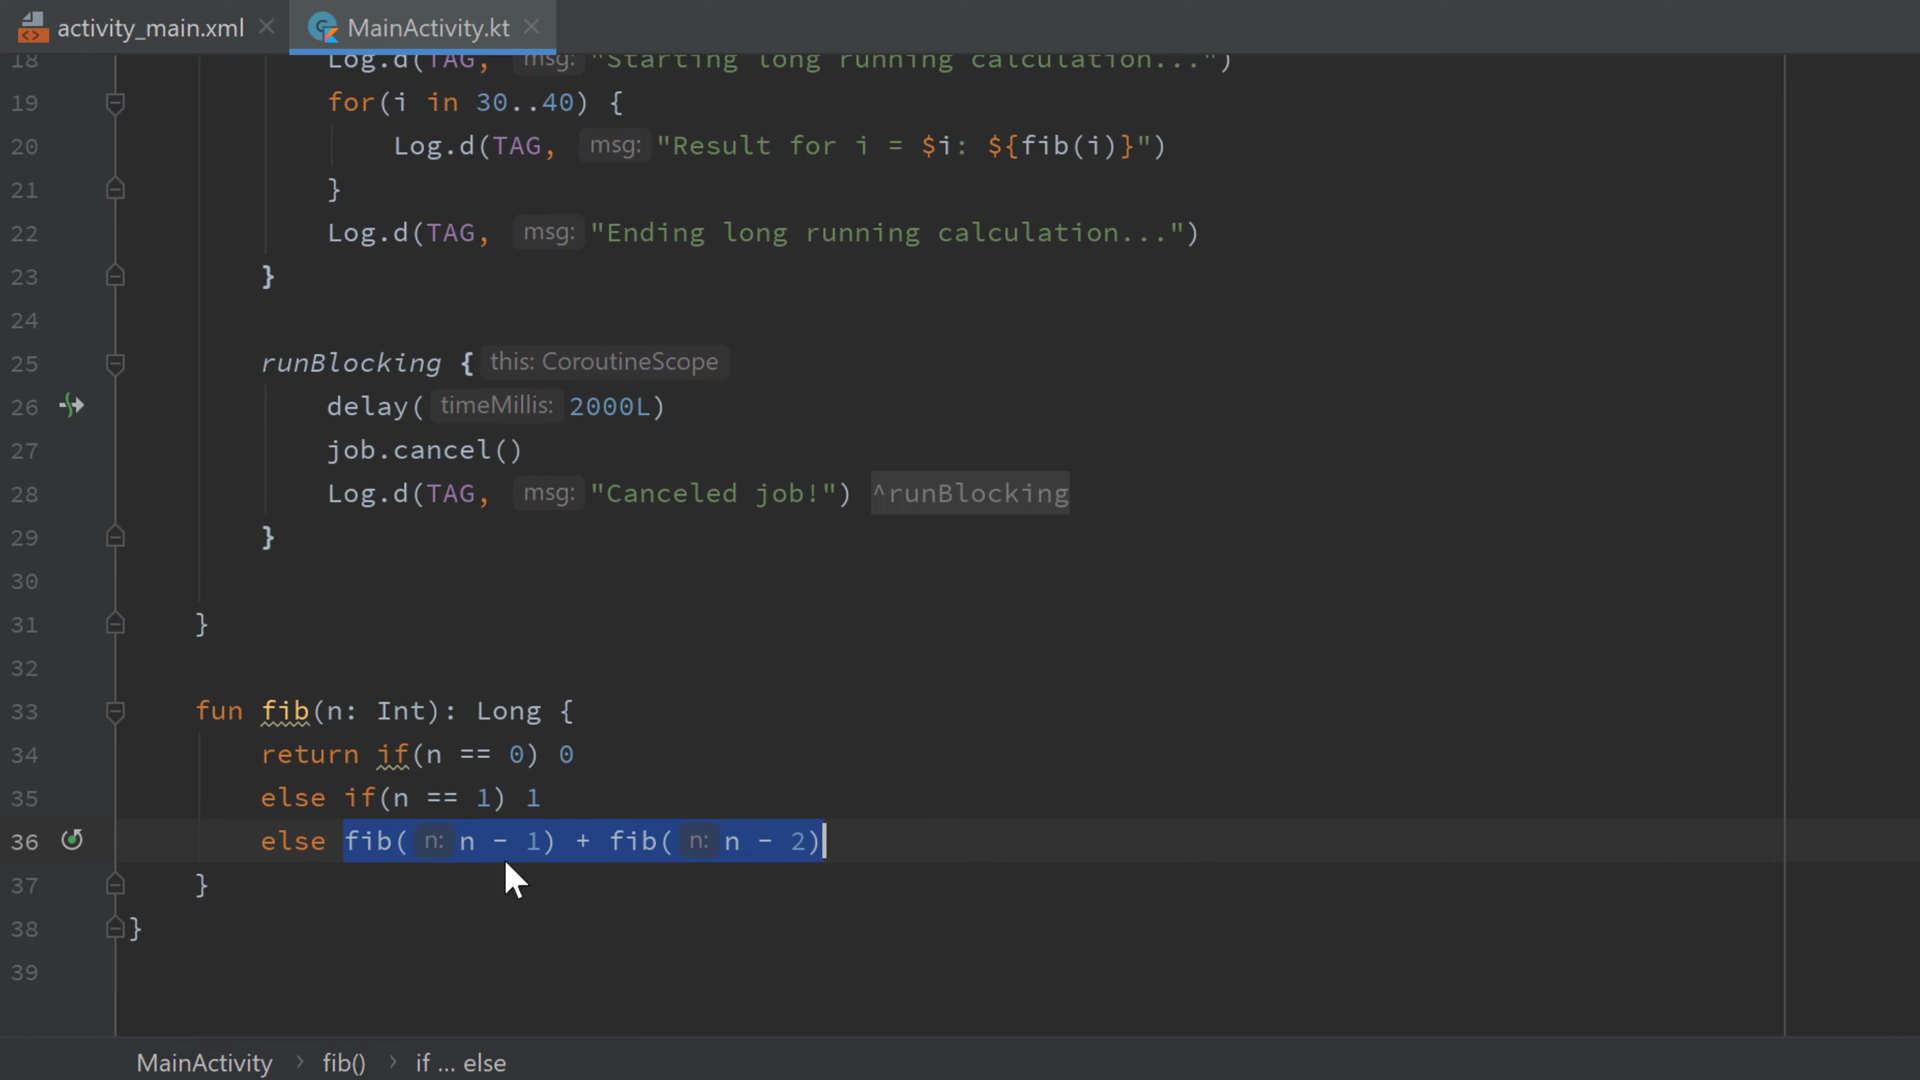 activity_main.xml MainActivity.kt
18 Log.d(TAG, msg: "Starting long running calculation...")
19 for(i in 30..40) {
20 Log.d(TAG, msg: "Result for i = $i: ${fib(i)}")
21 }
22 Log.d(TAG, msg: "Ending long running calculation...")
23 }
24
25 runBlocking { this: CoroutineScope
26 delay( timeMillis: 2000L)
27 job.cancel()
28 Log.d(TAG, msg: "Canceled job!") ^runBlocking
29 }
30
31 }
32
33 fun fib(n: Int): Long {
34 return if(n == 0) 0
35 else if(n == 1) 1
36 else fib( n: n - 1) + fib( n: n - 2)
37 }
38 }
39
MainActivity › fib() › if ... else